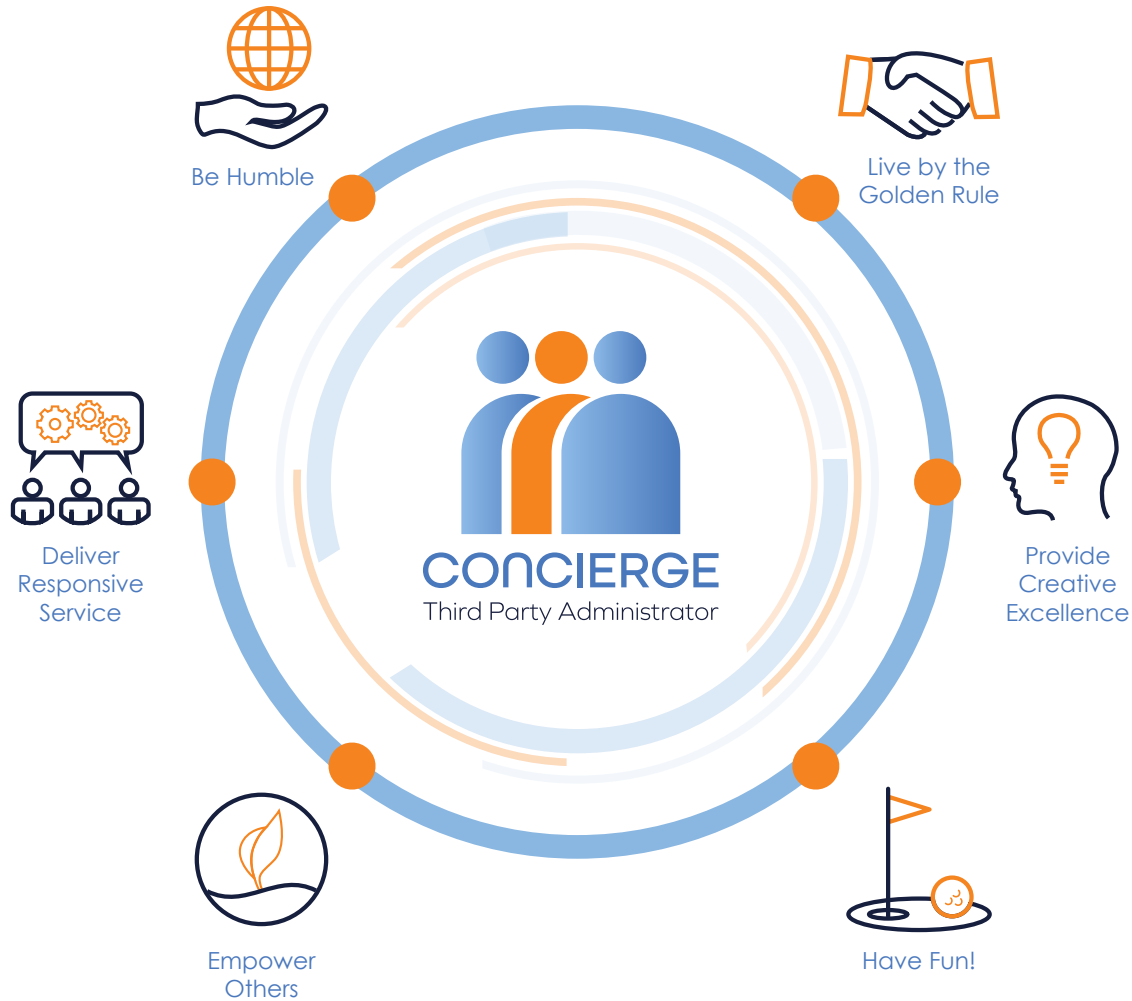 Be Humble
Live by the
Golden Rule
Deliver
Responsive
Service
CONCIERGE
Third Party Administrator
Provide
Creative
Excellence
Empower
Others
Have Fun!